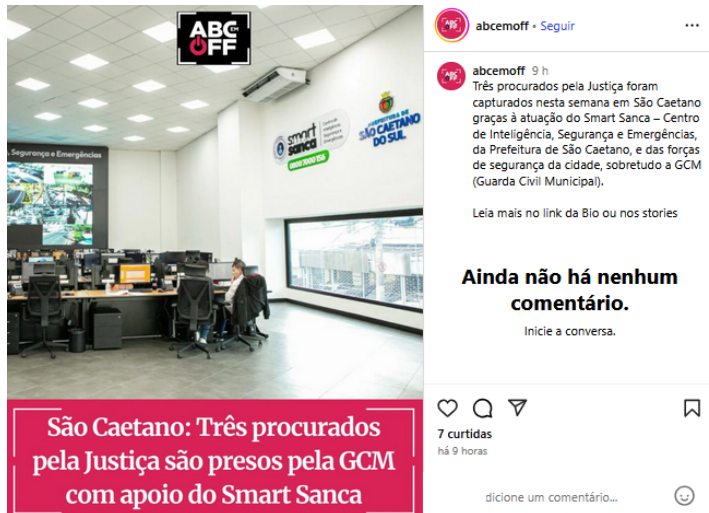 ABC EM
OFF
, Segurança e Emergências
smart
sanca
Centro de
Inteligência,
Segurança e
Emergências
0800 7000 156
PREFEITURA DE
SÃO CAETANO
DO SUL
São Caetano: Três procurados
pela Justiça são presos pela GCM
com apoio do Smart Sanca
abcemoff • Seguir
abcemoff 9 h
Três procurados pela Justiça foram
capturados nesta semana em São Caetano
graças à atuação do Smart Sanca – Centro
de Inteligência, Segurança e Emergências,
da Prefeitura de São Caetano, e das forças
de segurança da cidade, sobretudo a GCM
(Guarda Civil Municipal).
Leia mais no link da Bio ou nos stories
Ainda não há nenhum
comentário.
Inicie a conversa.
7 curtidas
há 9 horas
dicione um comentário...